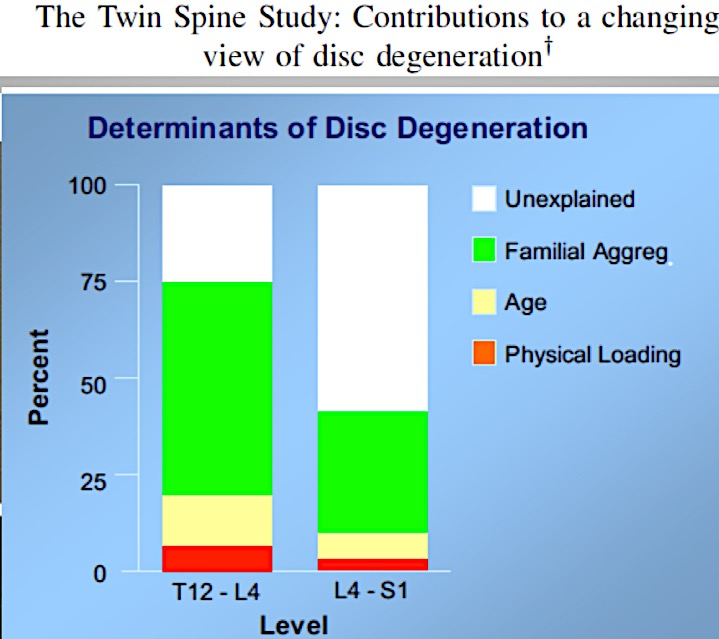 The Twin Spine Study: Contributions to a changing
view of disc degeneration†
Determinants of Disc Degeneration
100
75
50
25
0
Percent
T12 - L4
L4 - S1
Level
Unexplained
Familial Aggreg.
Age
Physical Loading